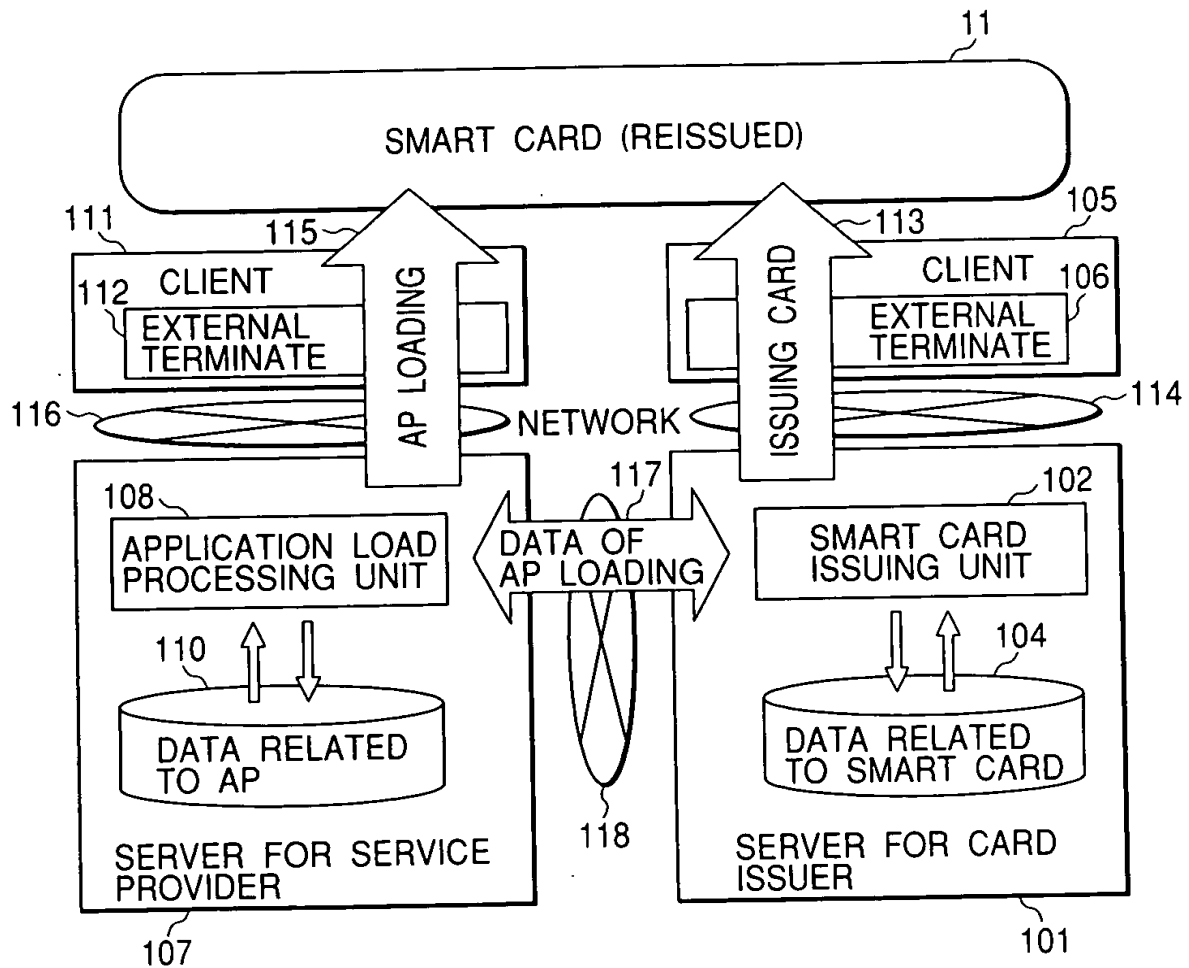 11
SMART CARD (REISSUED)
111
115
113
105
CLIENT
CLIENT
112
106
EXTERNAL
TERMINATE
EXTERNAL
TERMINATE
AP LOADING
ISSUING CARD
116
NETWORK
114
108
117
102
APPLICATION LOAD
PROCESSING UNIT
DATA OF
AP LOADING
SMART CARD
ISSUING UNIT
110
104
DATA RELATED
TO AP
DATA RELATED
TO SMART CARD
118
SERVER FOR SERVICE
PROVIDER
SERVER FOR CARD
ISSUER
107
101